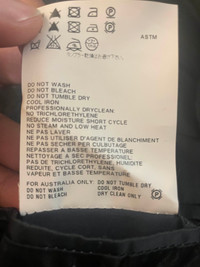 ASTM
DO NOT WASH
DO NOT BLEACH
DO NOT TUMBLE DRY
COOL IRON
PROFESSIONALLY DRYCLEAN.
NO TRICHLORETHYLENE
REDUCE MOISTURE SHORT CYCLE
NO STEAM AND LOW HEAT
NE PAS LAVER
NE PAS UTILISER D'AGENT DE BLANCHIMENT
NE PAS SECHER PAR CULBUTAGE
REPASSER A BASSE TEMPERATURE
NETTOYAGE A SEC PROFESSIONEL:
PAS DE TRICHLORETHYLENE, HUMIDITE
REDUITE, CYCLE CORT, SANS
VAPEUR ET BASSE TEMPERATURE
FOR AUSTRALIA ONLY: DO NOT TUMBLE DRY
DO NOT WASH COOL IRON
DO NOT BLEACH DRY CLEAN ONLY P